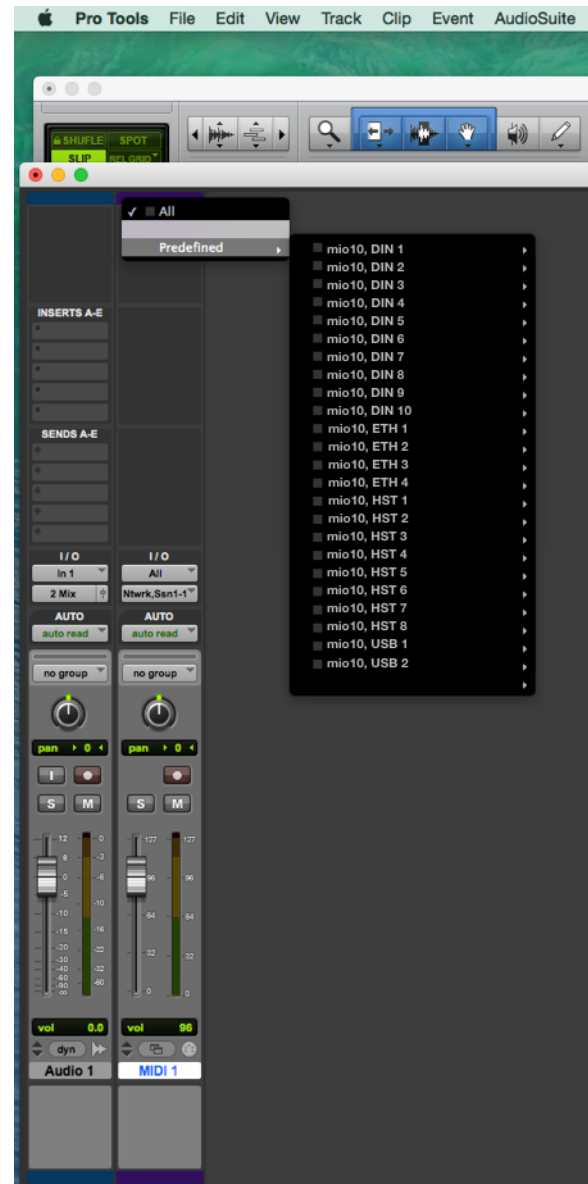 Pro Tools File Edit View Track Clip Event AudioSuite
SHUFLE SPOT
SLIP REL GRID
✓ All
Predefined
mio10, DIN 1
mio10, DIN 2
mio10, DIN 3
mio10, DIN 4
mio10, DIN 5
mio10, DIN 6
mio10, DIN 7
mio10, DIN 8
mio10, DIN 9
mio10, DIN 10
mio10, ETH 1
mio10, ETH 2
mio10, ETH 3
mio10, ETH 4
mio10, HST 1
mio10, HST 2
mio10, HST 3
mio10, HST 4
mio10, HST 5
mio10, HST 6
mio10, HST 7
mio10, HST 8
mio10, USB 1
mio10, USB 2
INSERTS A-E
SENDS A-E
I/O I/O
In 1 All
2 Mix Ntwrk,Ssn1-1
AUTO AUTO
auto read auto read
no group no group
pan 0 pan 0
I
S M S M
12 0 127 127
6 -3
0 -6 96 96
-5
-10
-10 64 64
-15 -16
-20 -22 32 32
-30
-40 -32
-60 -60
-90
∞ 0 0
vol 0.0 vol 96
dyn
Audio 1 MIDI 1